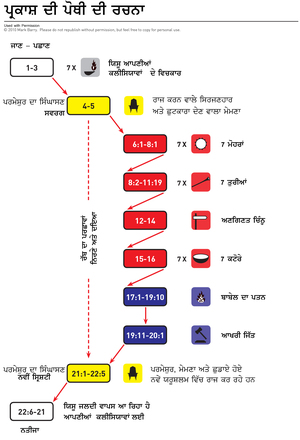 ਪ੍ਰਕਾਸ਼ ਦੀ ਪੋਥੀ ਦੀ ਰਚਨਾ
Used with Permission
© 2010 Mark Barry. Please do not republish without permission, but feel free to copy for personal use.
ਜਾਣ – ਪਛਾਣ
1-3
7 X
ਯਿਸੂ ਆਪਣੀਆਂ
ਕਲੀਸਿਯਾਵਾਂ ਦੇ ਵਿਚਕਾਰ
ਪਰਮੇਸ਼ੁਰ ਦਾ ਸਿੰਘਾਸਣ
ਸਵਰਗ
4-5
ਰਾਜ ਕਰਨ ਵਾਲੇ ਸਿਰਜਣਹਾਰ
ਅਤੇ ਛੁਟਕਾਰਾ ਦੇਣ ਵਾਲਾ ਮੇਮਣਾ
6:1-8:1
7 X
7 ਮੋਹਰਾਂ
8:2-11:19
7 X
7 ਤੁਰੀਆਂ
12-14
ਅਣਗਿਣਤ ਚਿੰਨ੍ਹ
15-16
7 X
7 ਕਟੋਰੇ
ਨਿਰਣੇ ਅਤੇ ਦਇਆ
17:1-19:10
ਬਾਬੇਲ ਦਾ ਪਤਨ
19:11-20:1
ਆਖਰੀ ਜਿੱਤ
ਪਰਮੇਸ਼ੁਰ ਦਾ ਸਿੰਘਾਸਣ
ਨਵੀਂ ਸ੍ਰਿਸ਼ਟੀ
21:1-22:5
ਪਰਮੇਸ਼ੁਰ, ਮੇਮਣਾ ਅਤੇ ਛੁਡਾਏ ਹੋਏ
ਨਵੇਂ ਯਰੂਸ਼ਲਮ ਵਿੱਚ ਰਾਜ ਕਰ ਰਹੇ ਹਨ
22:6-21
ਯਿਸੂ ਜਲਦੀ ਵਾਪਸ ਆ ਰਿਹਾ ਹੈ
ਆਪਣੀਆਂ ਕਲੀਸਿਯਾਵਾਂ ਲਈ
ਨਤੀਜਾ